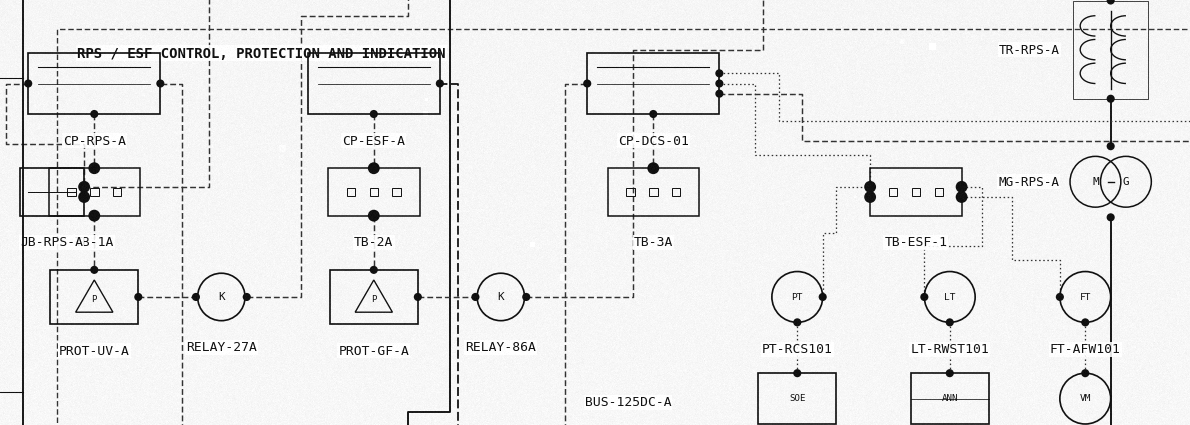 RPS / ESF CONTROL, PROTECTION AND INDICATION
TR-RPS-A
CP-RPS-A
CP-ESF-A
CP-DCS-01
M G
MG-RPS-A
JB-RPS-A
TB-2A
TB-3A
TB-ESF-1
P
K
P
K
PT
LT
FT
PROT-UV-A
RELAY-27A
PROT-GF-A
RELAY-86A
PT-RCS101
LT-RWST101
FT-AFW101
BUS-125DC-A
SOE
ANN
VM